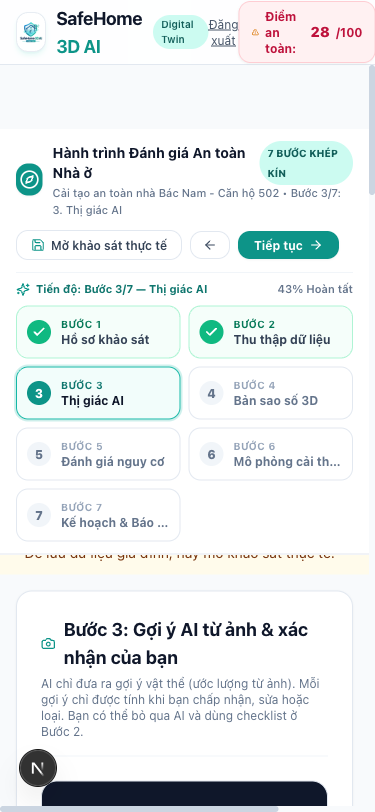 SafeHome
3D AI
Digital
Twin
Đăng
xuất
Điểm
an
toàn:
28 /100
Hành trình Đánh giá An toàn
Nhà ở
7 BƯỚC KHÉP
KÍN
Cải tạo an toàn nhà Bác Nam - Căn hộ 502 • Bước 3/7:
3. Thị giác AI
Mở khảo sát thực tế
Tiếp tục
Tiến độ: Bước 3/7 — Thị giác AI
43% Hoàn tất
BƯỚC 1
Hồ sơ khảo sát
BƯỚC 2
Thu thập dữ liệu
3
BƯỚC 3
Thị giác AI
4
BƯỚC 4
Bản sao số 3D
5
BƯỚC 5
Đánh giá nguy cơ
6
BƯỚC 6
Mô phỏng cải th...
7
BƯỚC 7
Kế hoạch & Báo ...
Để lưu dữ liệu gia đình, hãy mở khảo sát thực tế.
Bước 3: Gợi ý AI từ ảnh & xác
nhận của bạn
AI chỉ đưa ra gợi ý vật thể (ước lượng từ ảnh). Mỗi
gợi ý chỉ được tính khi bạn chấp nhận, sửa hoặc
loại. Bạn có thể bỏ qua AI và dùng checklist ở
Bước 2.
N